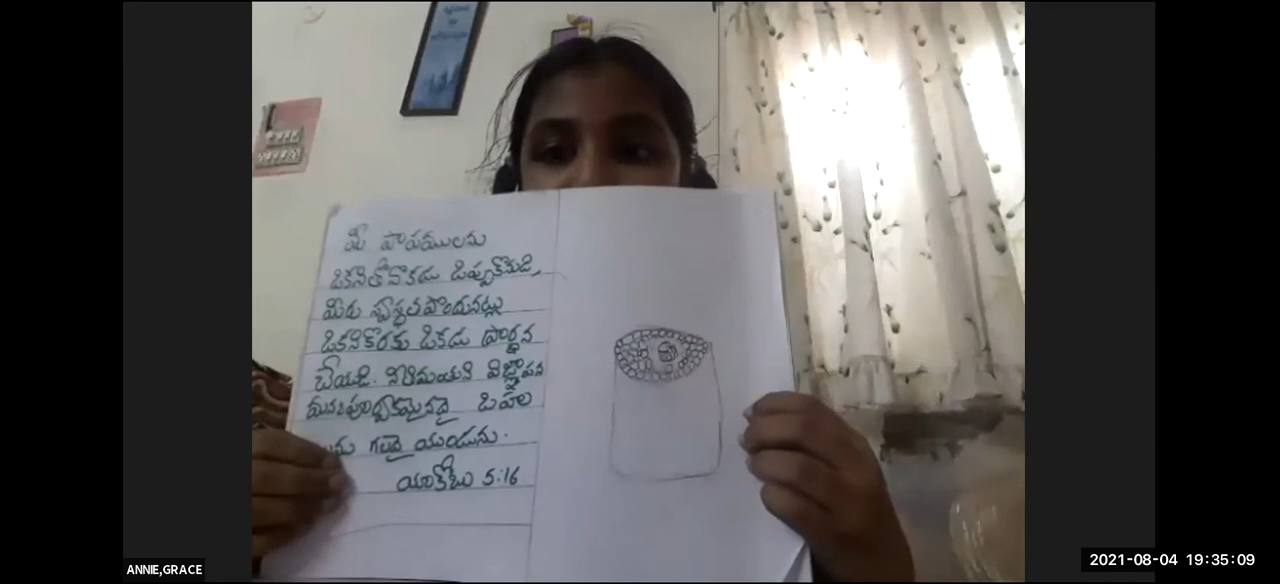 మీ పాపములను
ఒకనితోనొకడు ఒప్పుకొనుడి,
మీరు స్వస్థతపొందునట్లు
ఒకనికొరకు ఒకడు ప్రార్థన
చేయుడి. నీతిమంతుని విజ్ఞాపన
మనఃపూర్వకమైనదై బహు బల
గలదై యుండును.
యాకోబు 5:16
ANNIE,GRACE
2021-08-04 19:35:09